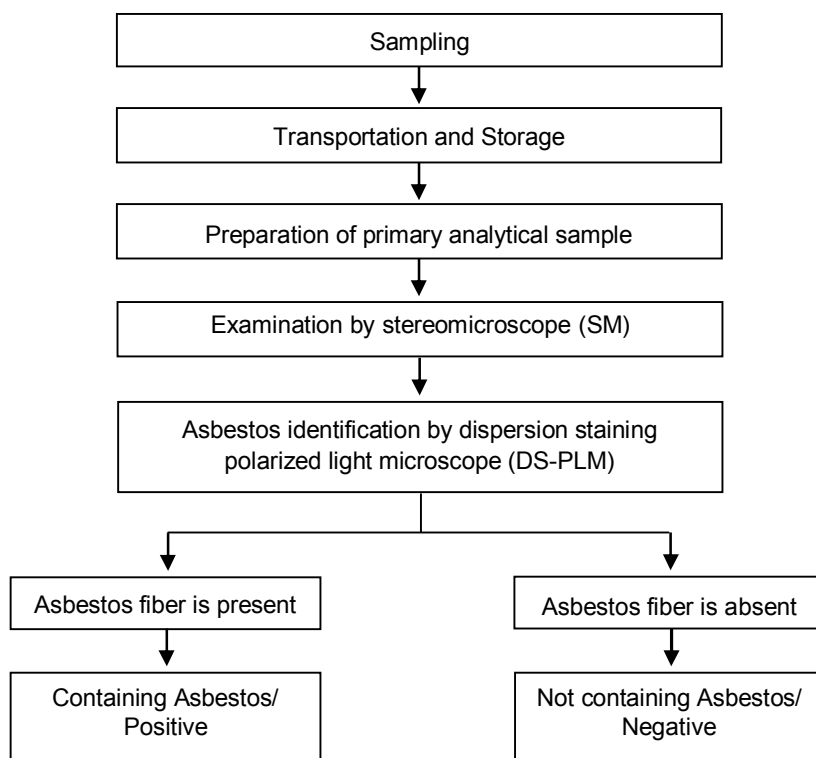 Sampling
Transportation and Storage
Preparation of primary analytical sample
Examination by stereomicroscope (SM)
Asbestos identification by dispersion staining
polarized light microscope (DS-PLM)
Asbestos fiber is present
Asbestos fiber is absent
Containing Asbestos/
Positive
Not containing Asbestos/
Negative